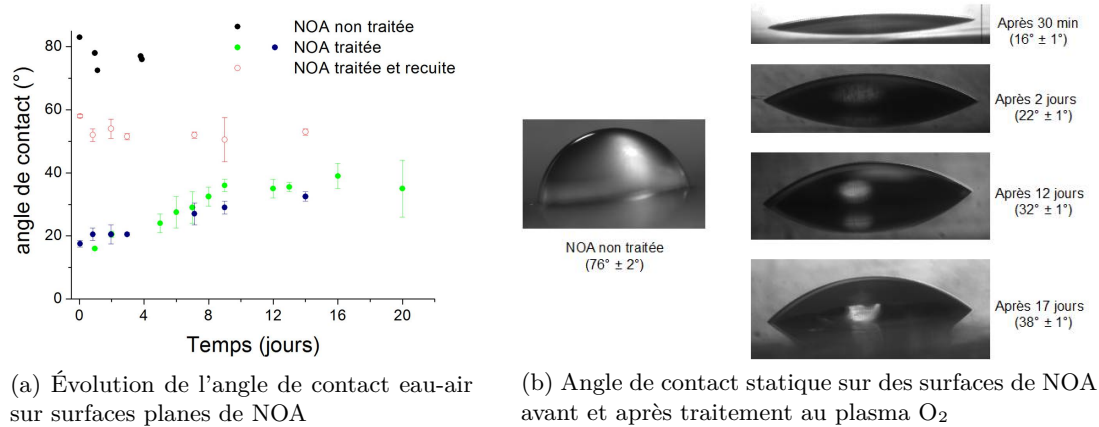 NOA non traitée
NOA traitée
NOA traitée et recuite
angle de contact (°)
80
60
40
20
0
0
4
8
12
16
20
Temps (jours)
(a) Évolution de l'angle de contact eau-air
sur surfaces planes de NOA
NOA non traitée
(76° ± 2°)
Après 30 min
(16° ± 1°)
Après 2 jours
(22° ± 1°)
Après 12 jours
(32° ± 1°)
Après 17 jours
(38° ± 1°)
(b) Angle de contact statique sur des surfaces de NOA
avant et après traitement au plasma O₂